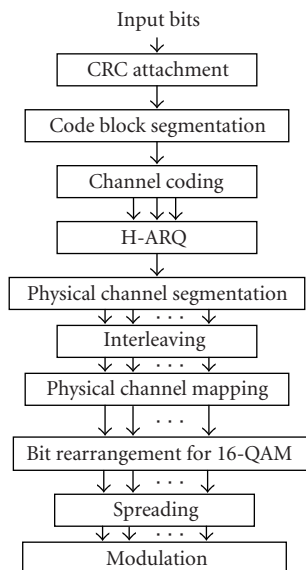 Input bits
CRC attachment
Code block segmentation
Channel coding
H-ARQ
Physical channel segmentation
· · ·
Interleaving
· · ·
Physical channel mapping
· · ·
Bit rearrangement for 16-QAM
· · ·
Spreading
· · ·
Modulation